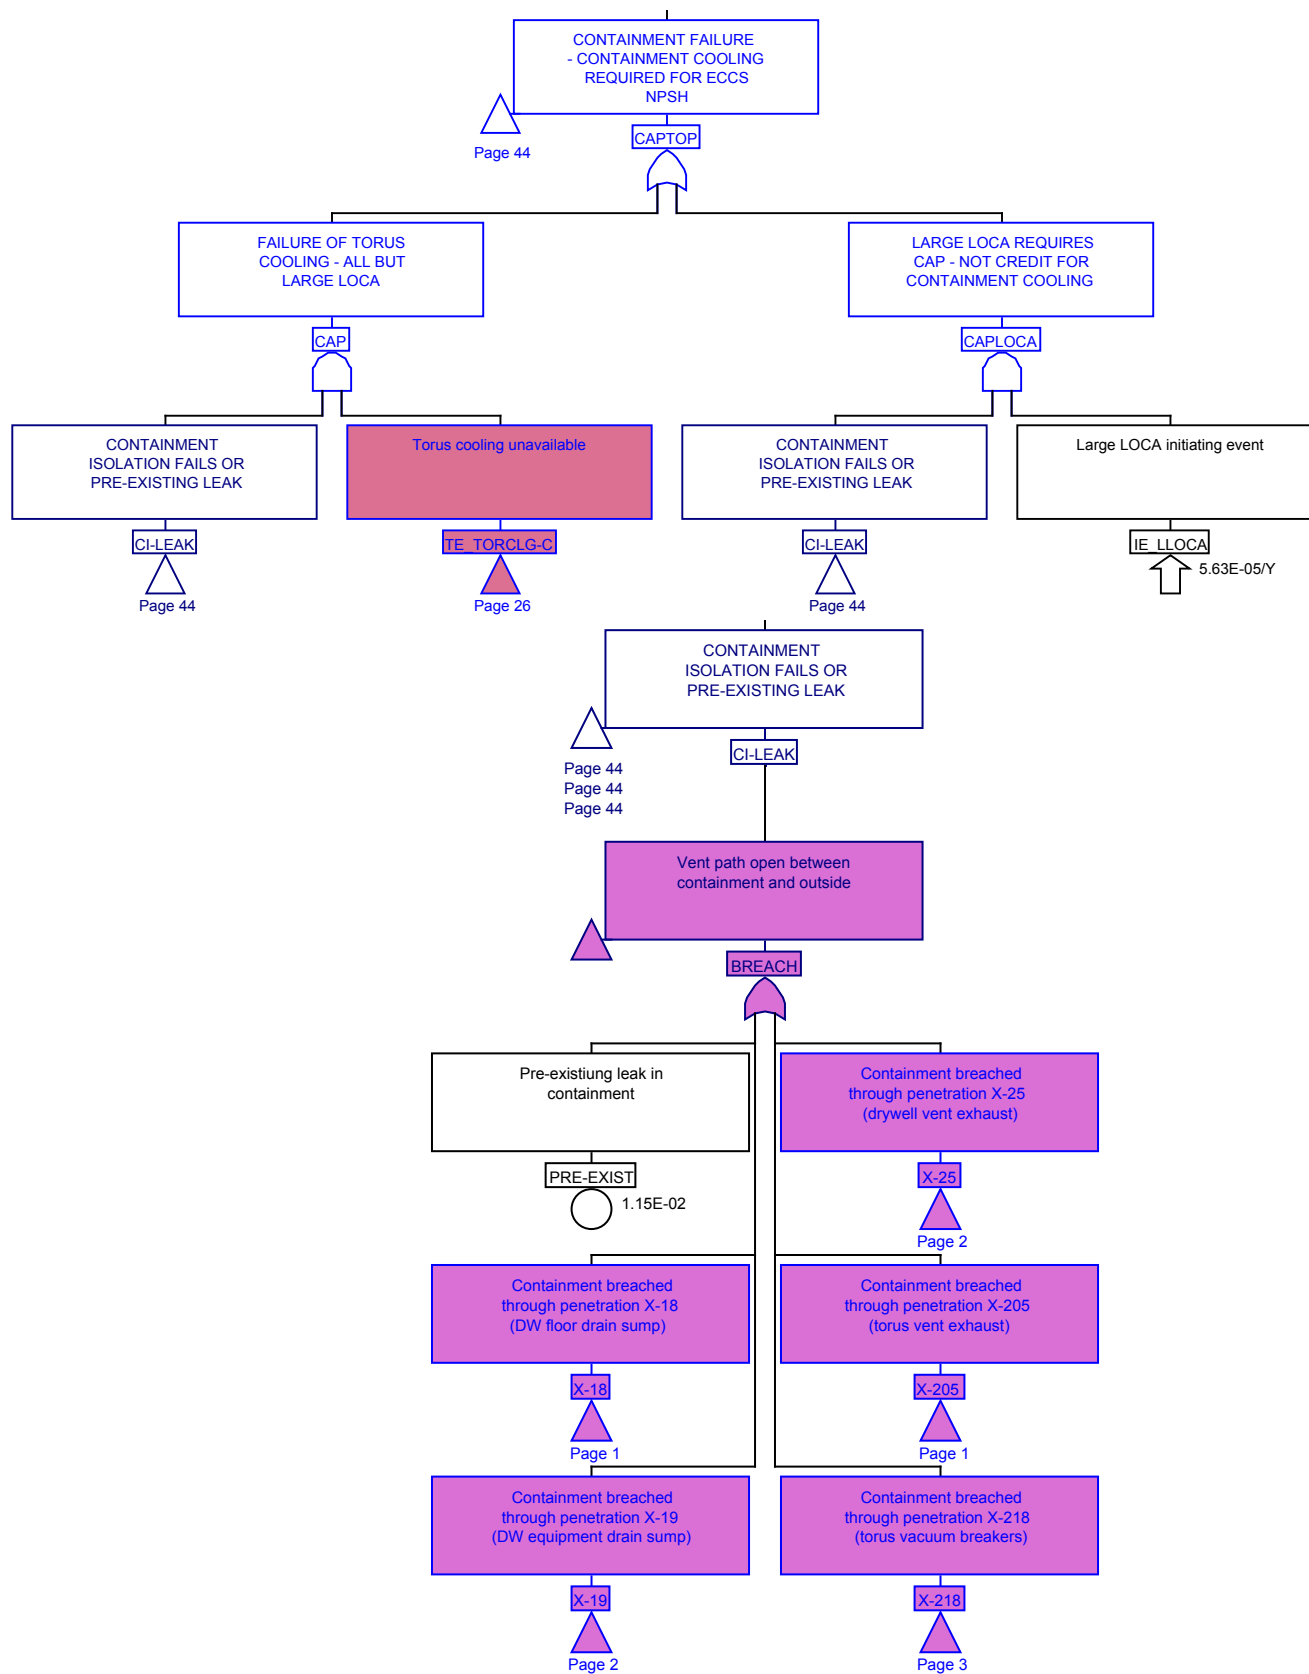 CONTAINMENT FAILURE
- CONTAINMENT COOLING
REQUIRED FOR ECCS
NPSH
Page 44
CAPTOP
FAILURE OF TORUS
COOLING - ALL BUT
LARGE LOCA
CAP
LARGE LOCA REQUIRES
CAP - NOT CREDIT FOR
CONTAINMENT COOLING
CAPLOCA
CONTAINMENT
ISOLATION FAILS OR
PRE-EXISTING LEAK
CI-LEAK
Page 44
Torus cooling unavailable
TE_TORCLG-C
Page 26
CONTAINMENT
ISOLATION FAILS OR
PRE-EXISTING LEAK
CI-LEAK
Page 44
Large LOCA initiating event
IE_LLOCA
5.63E-05/Y
CONTAINMENT
ISOLATION FAILS OR
PRE-EXISTING LEAK
CI-LEAK
Page 44
Page 44
Page 44
Vent path open between
containment and outside
BREACH
Pre-existiung leak in
containment
PRE-EXIST
1.15E-02
Containment breached
through penetration X-25
(drywell vent exhaust)
X-25
Page 2
Containment breached
through penetration X-18
(DW floor drain sump)
X-18
Page 1
Containment breached
through penetration X-205
(torus vent exhaust)
X-205
Page 1
Containment breached
through penetration X-19
(DW equipment drain sump)
X-19
Page 2
Containment breached
through penetration X-218
(torus vacuum breakers)
X-218
Page 3